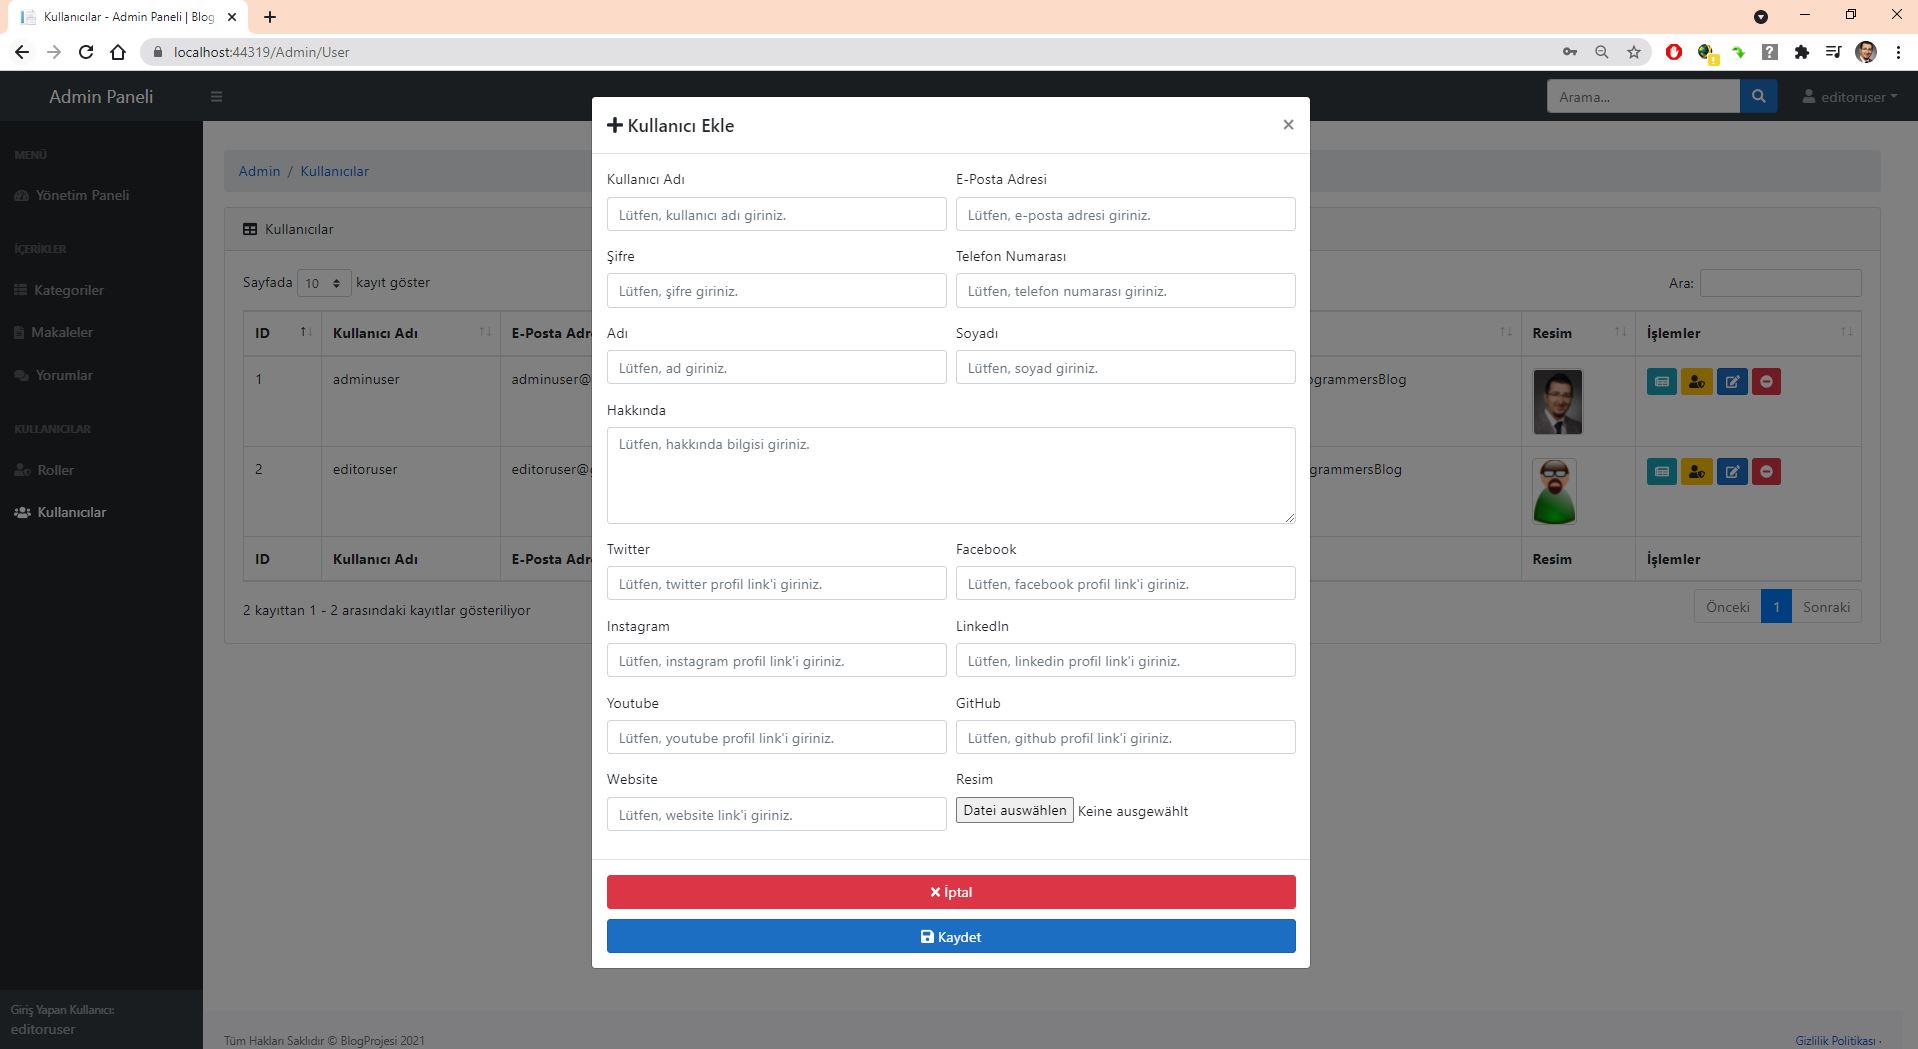 Kullanıcılar - Admin Paneli | Blog
localhost:44319/Admin/User
Admin Paneli
Arama...
editoruser
MENÜ
Yönetim Paneli
İÇERİKLER
Kategoriler
Makaleler
Yorumlar
KULLANICILAR
Roller
Kullanıcılar
Giriş Yapan Kullanıcı:
editoruser
Admin / Kullanıcılar
Kullanıcılar
Sayfada 10 kayıt göster
Ara:
ID Kullanıcı Adı E-Posta Adr Resim İşlemler
1 adminuser adminuser@ ogrammersBlog
2 editoruser editoruser@g grammersBlog
ID Kullanıcı Adı E-Posta Adr Resim İşlemler
2 kayıttan 1 - 2 arasındaki kayıtlar gösteriliyor
Önceki 1 Sonraki
Kullanıcı Ekle
×
Kullanıcı Adı E-Posta Adresi
Lütfen, kullanıcı adı giriniz. Lütfen, e-posta adresi giriniz.
Şifre Telefon Numarası
Lütfen, şifre giriniz. Lütfen, telefon numarası giriniz.
Adı Soyadı
Lütfen, ad giriniz. Lütfen, soyad giriniz.
Hakkında
Lütfen, hakkında bilgisi giriniz.
Twitter Facebook
Lütfen, twitter profil link'i giriniz. Lütfen, facebook profil link'i giriniz.
Instagram LinkedIn
Lütfen, instagram profil link'i giriniz. Lütfen, linkedin profil link'i giriniz.
Youtube GitHub
Lütfen, youtube profil link'i giriniz. Lütfen, github profil link'i giriniz.
Website Resim
Lütfen, website link'i giriniz. Datei auswählen Keine ausgewählt
İptal
Kaydet
Tüm Hakları Saklıdır © BlogProjesi 2021
Gizlilik Politikası ·